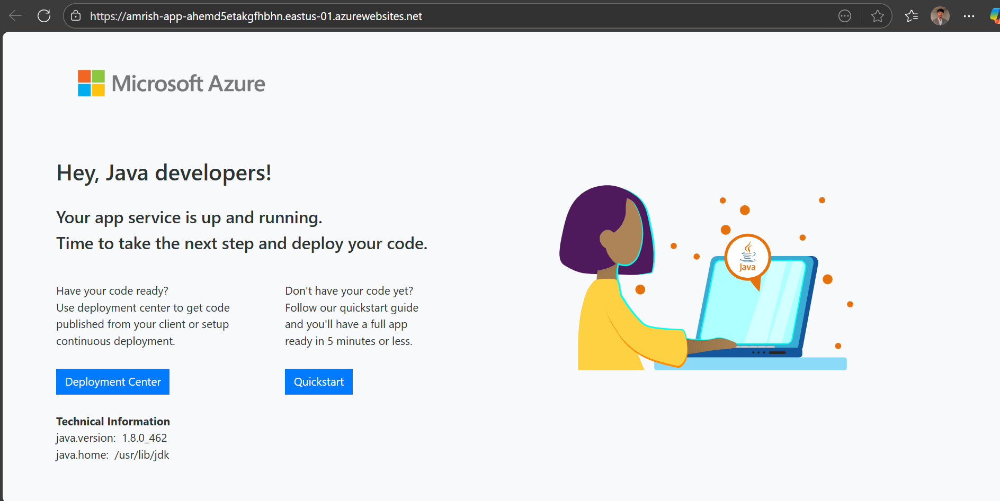 https://amrish-app-ahemd5etakgfhbhn.eastus-01.azurewebsites.net
Microsoft Azure
Hey, Java developers!
Your app service is up and running.
Time to take the next step and deploy your code.
Have your code ready?
Use deployment center to get code
published from your client or setup
continuous deployment.
Deployment Center
Don't have your code yet?
Follow our quickstart guide
and you'll have a full app
ready in 5 minutes or less.
Quickstart
Technical Information
java.version: 1.8.0_462
java.home: /usr/lib/jdk
Java